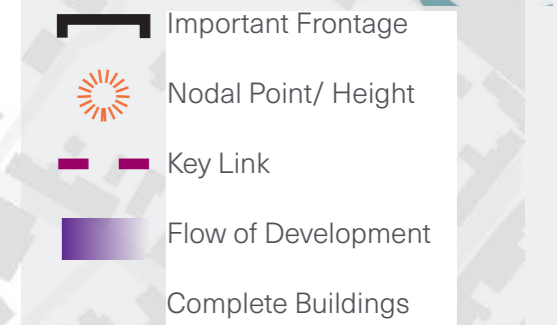 Important Frontage
Nodal Point/ Height
Key Link
Flow of Development
Complete Buildings